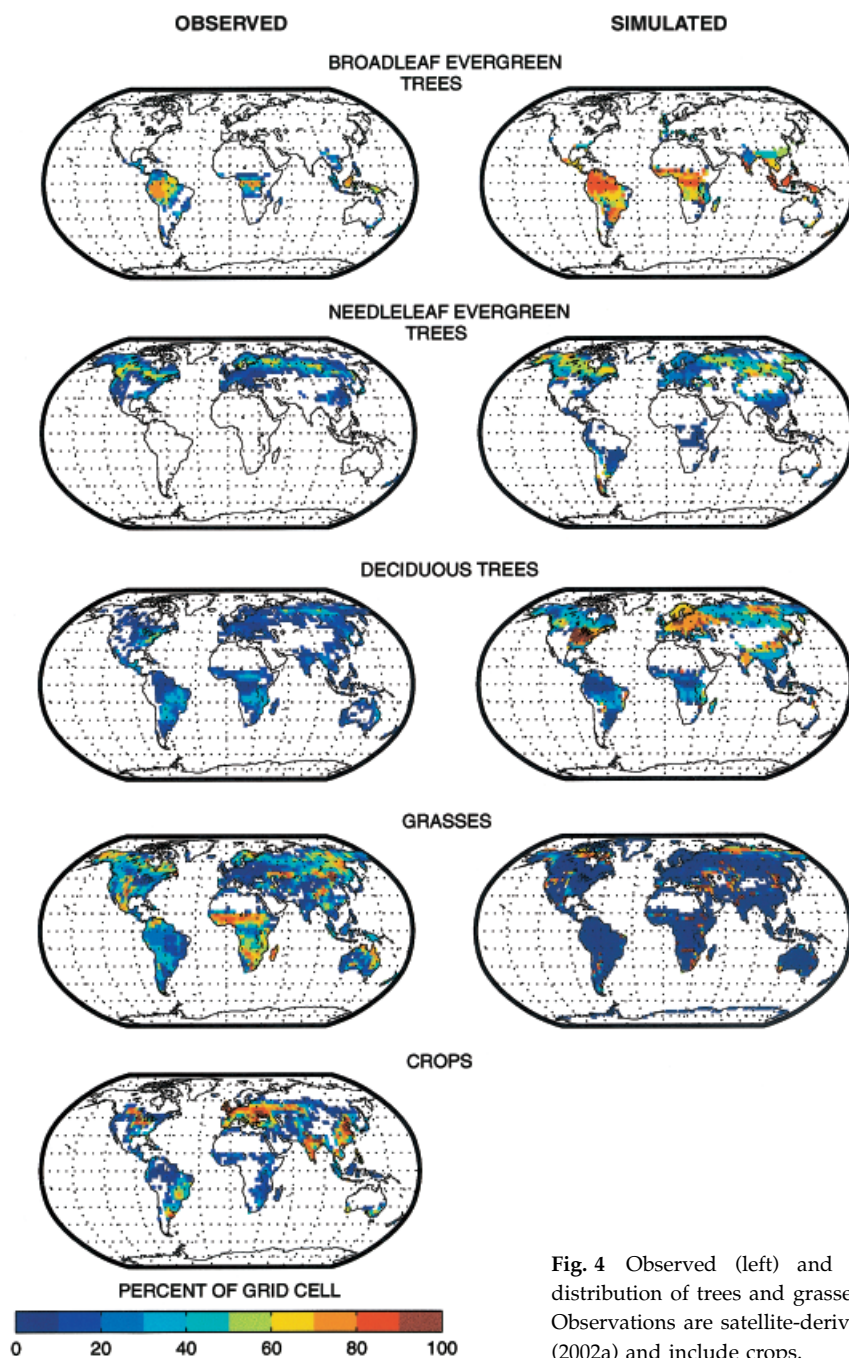 OBSERVED
SIMULATED
BROADLEAF EVERGREEN
TREES
NEEDLELEAF EVERGREEN
TREES
DECIDUOUS TREES
GRASSES
CROPS
PERCENT OF GRID CELL
0 20 40 60 80 100
Fig. 4 Observed (left) and
distribution of trees and grasse
Observations are satellite-deriv
(2002a) and include crops.